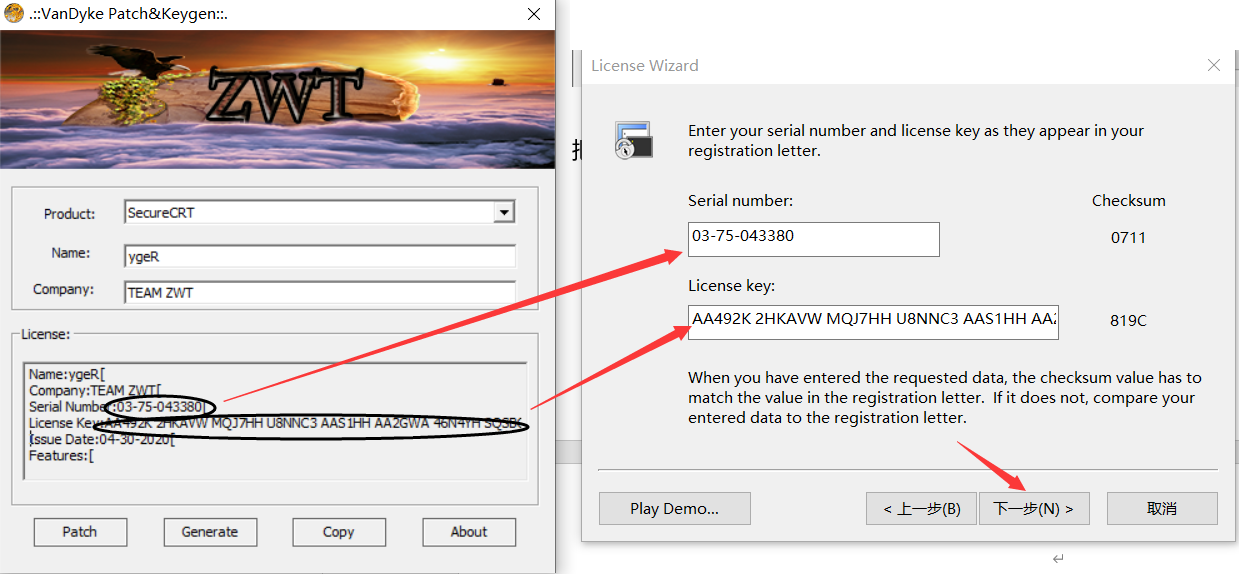 .::VanDyke Patch&Keygen::.
ZWT
Product:
SecureCRT
Name:
ygeR
Company:
TEAM ZWT
License:
Name:ygeR[
Company:TEAM ZWT[
Serial Number:03-75-043380[
License Key:AA492K 2HKAVW MQJ7HH U8NNC3 AAS1HH AA2GWA 46N4YH
Issue Date:04-30-2020[
Features:[
Patch
Generate
Copy
About
License Wizard
Enter your serial number and license key as they appear in your
registration letter.
Serial number:
Checksum
03-75-043380
0711
License key:
AA492K 2HKAVW MQJ7HH U8NNC3 AAS1HH
819C
When you have entered the requested data, the checksum value has to
match the value in the registration letter.  If it does not, compare your
entered data to the registration letter.
Play Demo...
< 上一步(B)
下一步(N) >
取消